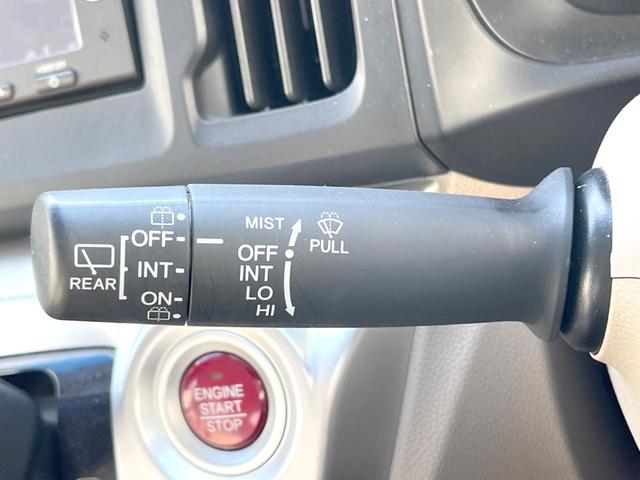 REAR
OFF
INT
ON
MIST
OFF
INT
LO
HI
PULL
ENGINE
START
STOP